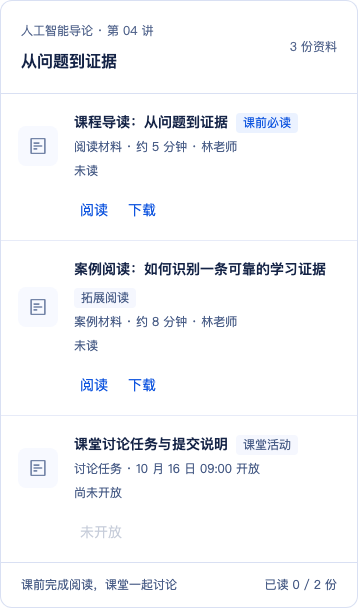 人工智能导论 · 第 04 讲
从问题到证据
3 份资料
课程导读：从问题到证据 课前必读
阅读材料 · 约 5 分钟 · 林老师
未读
阅读 下载
案例阅读：如何识别一条可靠的学习证据
拓展阅读
案例材料 · 约 8 分钟 · 林老师
未读
阅读 下载
课堂讨论任务与提交说明 课堂活动
讨论任务 · 10 月 16 日 09:00 开放
尚未开放
未开放
课前完成阅读，课堂一起讨论 已读 0 / 2 份